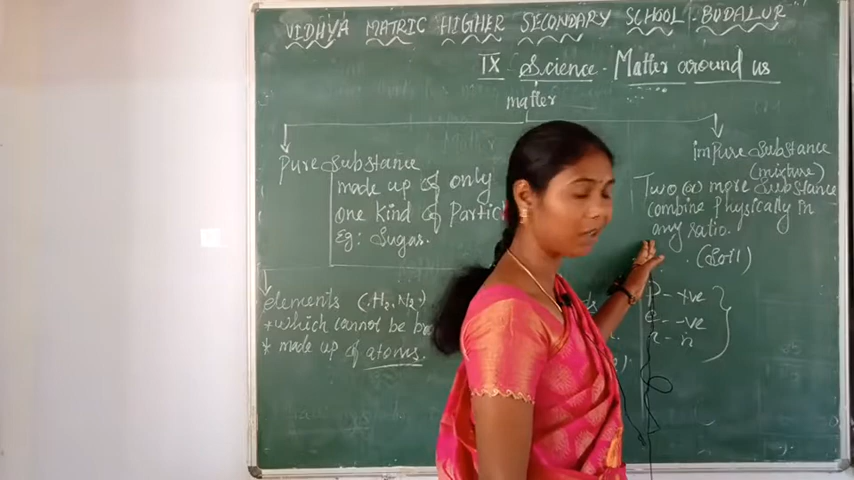 VIDHYA MATRIC HIGHER SECONDARY SCHOOL - BUDALUR
IX Science - Matter around us
matter
Pure Substance
made up of only
one kind of Partic
Eg: Sugar.
impure Substance
(mixture)
Two (or) more Substance
combine Physically in
any ratio.
(Soil)
elements (H2, N2)
* which cannot be br
* made up of atoms.
P - +ve
e - -ve
n - n